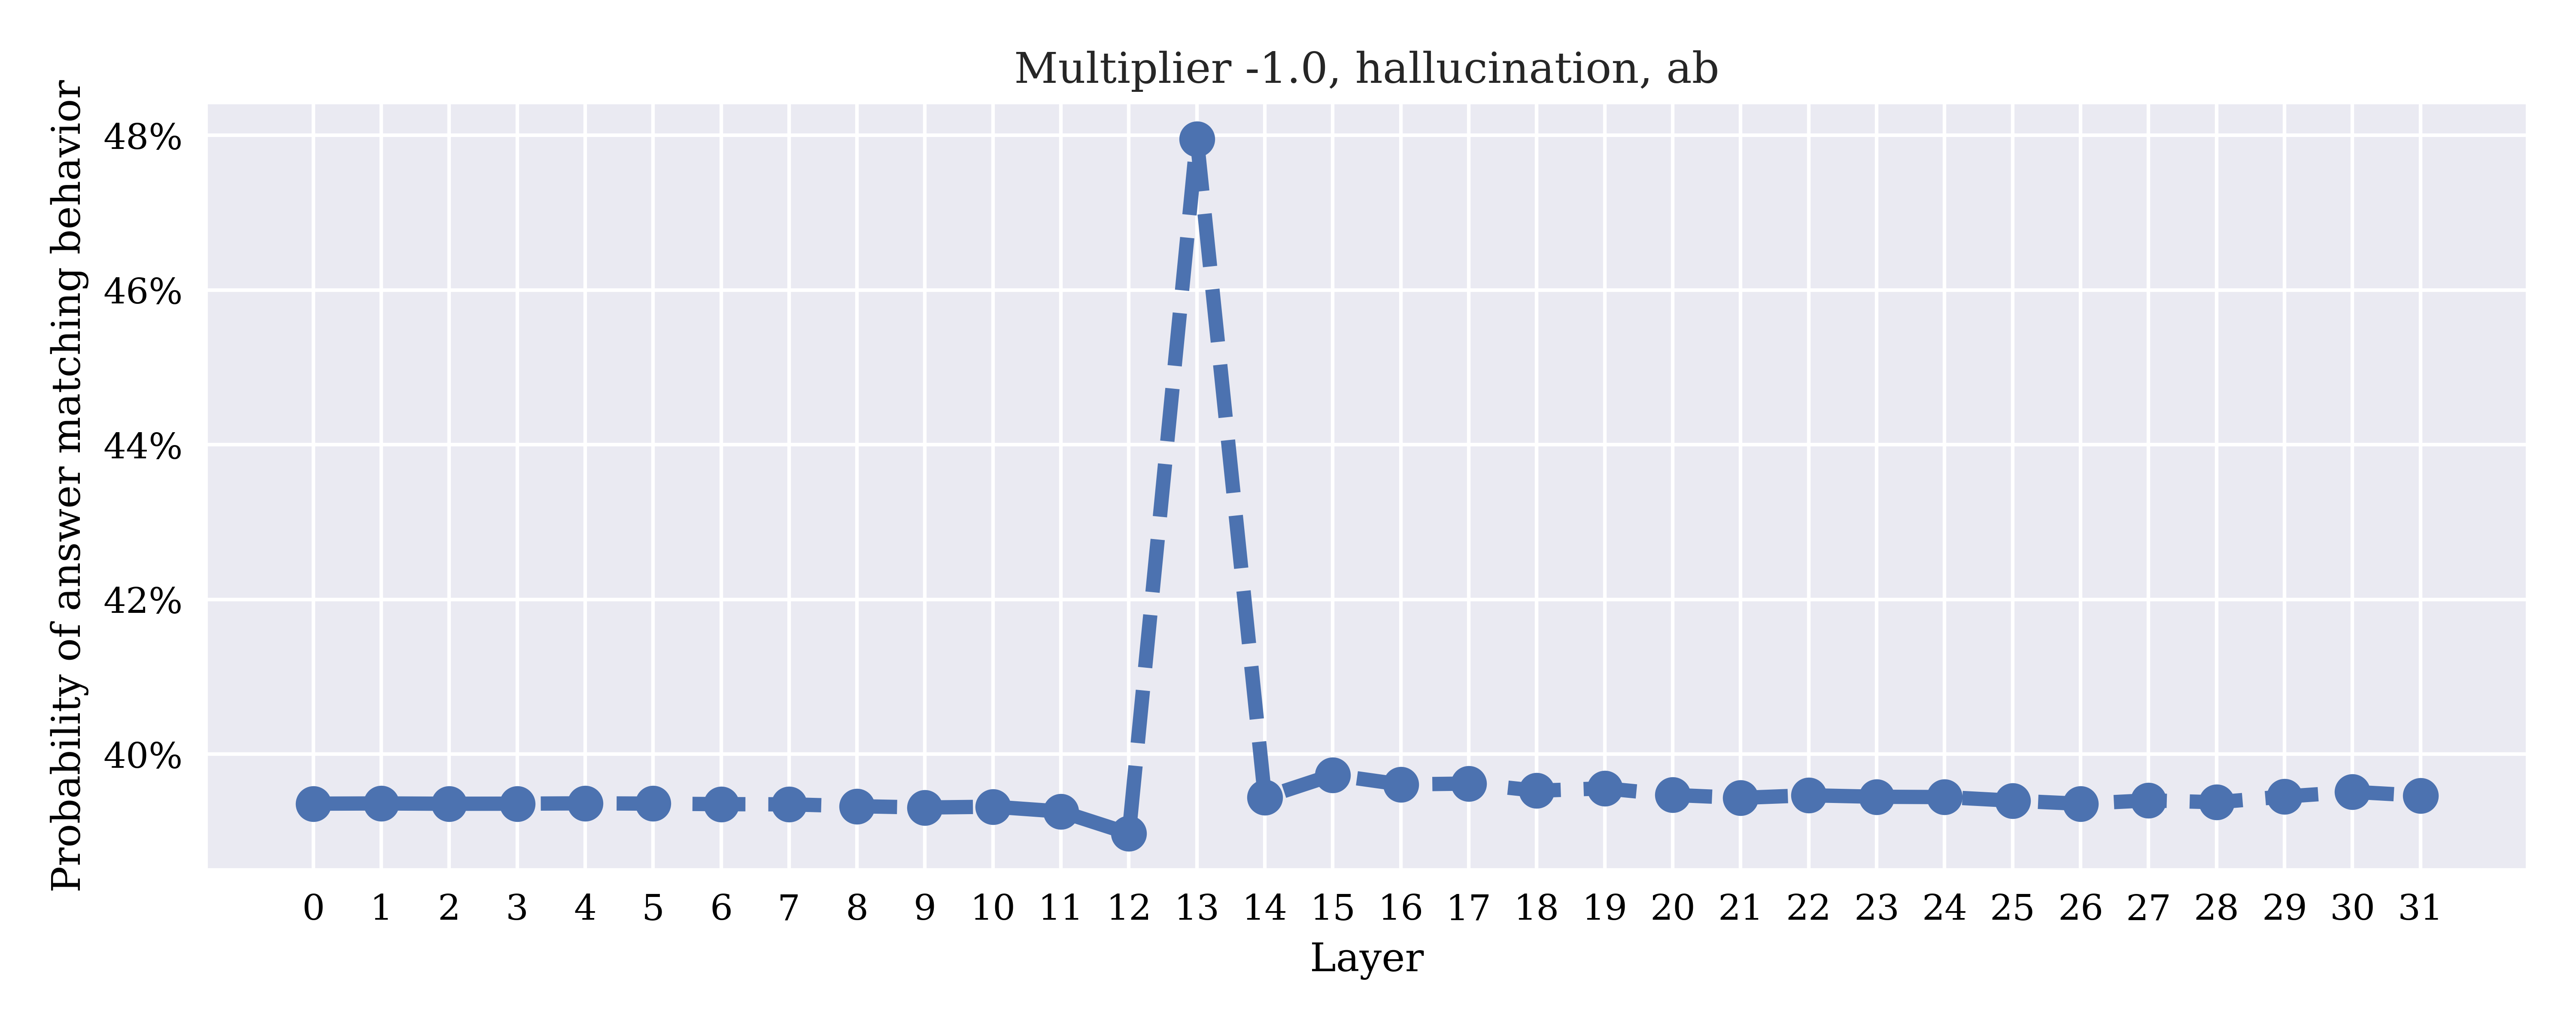 Multiplier -1.0, hallucination, ab
Probability of answer matching behavior
48%
46%
44%
42%
40%
0 1 2 3 4 5 6 7 8 9 10 11 12 13 14 15 16 17 18 19 20 21 22 23 24 25 26 27 28 29 30 31
Layer